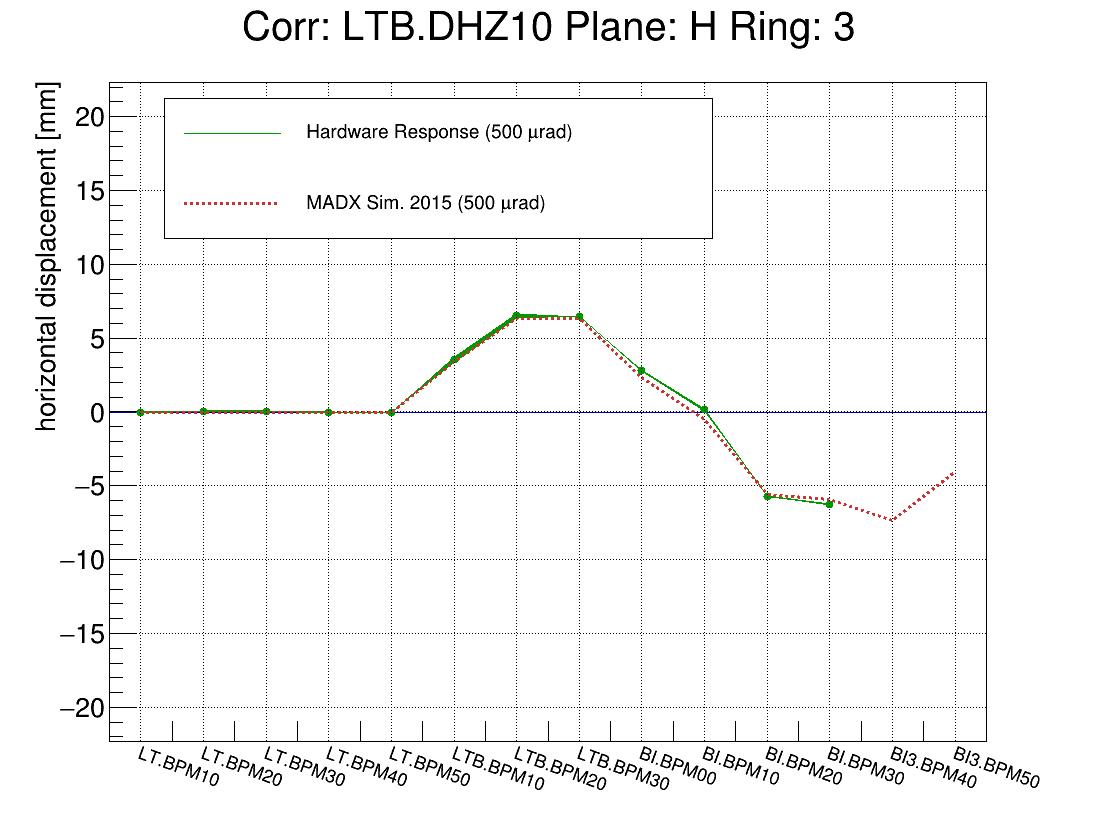 Corr: LTB.DHZ10 Plane: H Ring: 3
horizontal displacement [mm]
20
15
10
5
0
−5
−10
−15
−20
Hardware Response (500 μrad)
MADX Sim. 2015 (500 μrad)
LT.BPM10
LT.BPM20
LT.BPM30
LT.BPM40
LT.BPM50
LTB.BPM10
LTB.BPM20
LTB.BPM30
BI.BPM00
BI.BPM10
BI.BPM20
BI.BPM30
BI3.BPM40
BI3.BPM50